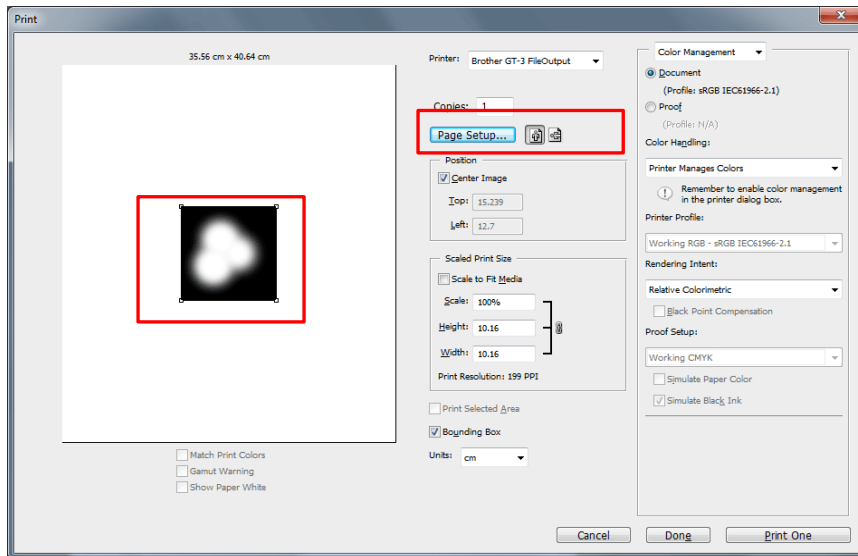 Print
35.56 cm x 40.64 cm
Match Print Colors
Gamut Warning
Show Paper White
Printer: Brother GT-3 FileOutput
Copies: 1
Page Setup...
Position
Center Image
Top: 15.239
Left: 12.7
Scaled Print Size
Scale to Fit Media
Scale: 100%
Height: 10.16
Width: 10.16
Print Resolution: 199 PPI
Print Selected Area
Bounding Box
Units: cm
Color Management
Document
(Profile: sRGB IEC61966-2.1)
Proof
(Profile: N/A)
Color Handling:
Printer Manages Colors
Remember to enable color management
in the printer dialog box.
Printer Profile:
Working RGB - sRGB IEC61966-2.1
Rendering Intent:
Relative Colorimetric
Black Point Compensation
Proof Setup:
Working CMYK
Simulate Paper Color
Simulate Black Ink
Cancel
Done
Print One